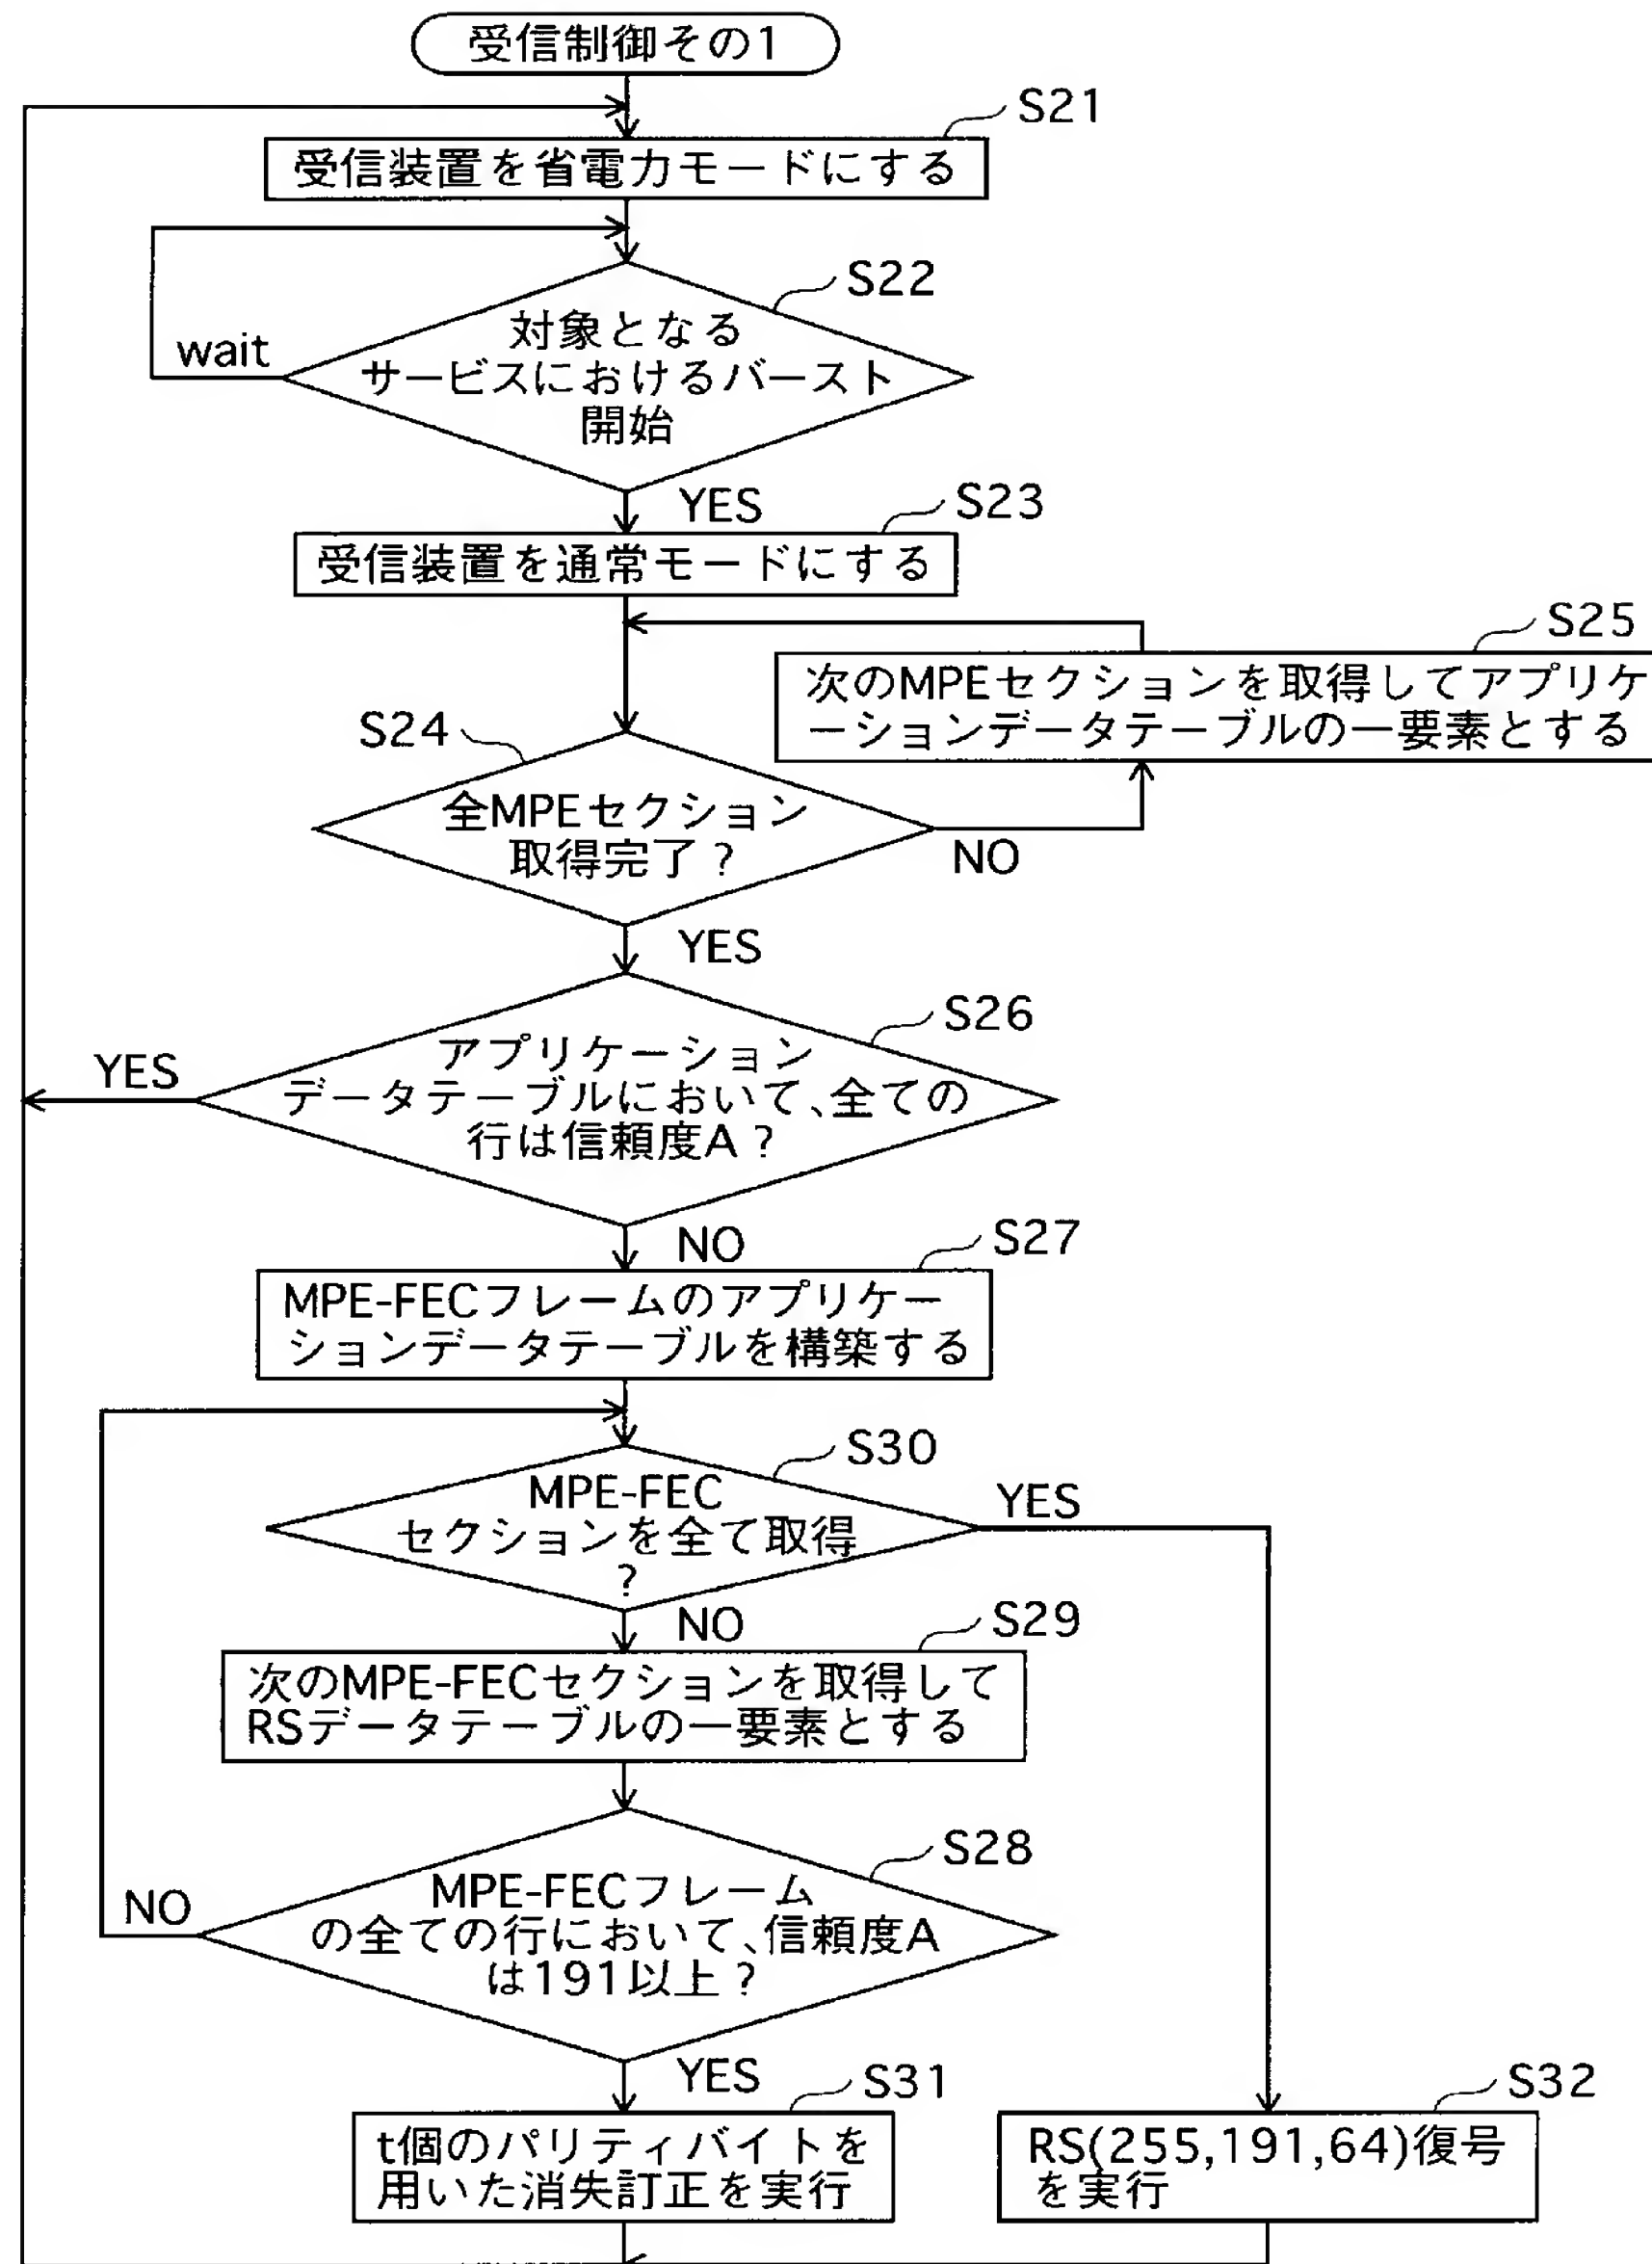 受信制御その1
S21
受信装置を省電力モードにする
S22
対象となる
サービスにおけるバースト
開始
wait
YES
S23
受信装置を通常モードにする
S25
次のMPEセクションを取得してアプリケ
ーションデータテーブルの一要素とする
S24
全MPEセクション
取得完了？
NO
YES
S26
アプリケーション
データテーブルにおいて、全ての
行は信頼度A？
YES
NO
S27
MPE-FECフレームのアプリケー
ションデータテーブルを構築する
S30
MPE-FEC
セクションを全て取得
？
YES
NO
S29
次のMPE-FECセクションを取得して
RSデータテーブルの一要素とする
S28
MPE-FECフレーム
の全ての行において、信頼度A
は191以上？
NO
YES
S31
t個のパリティバイトを
用いた消失訂正を実行
S32
RS(255,191,64)復号
を実行